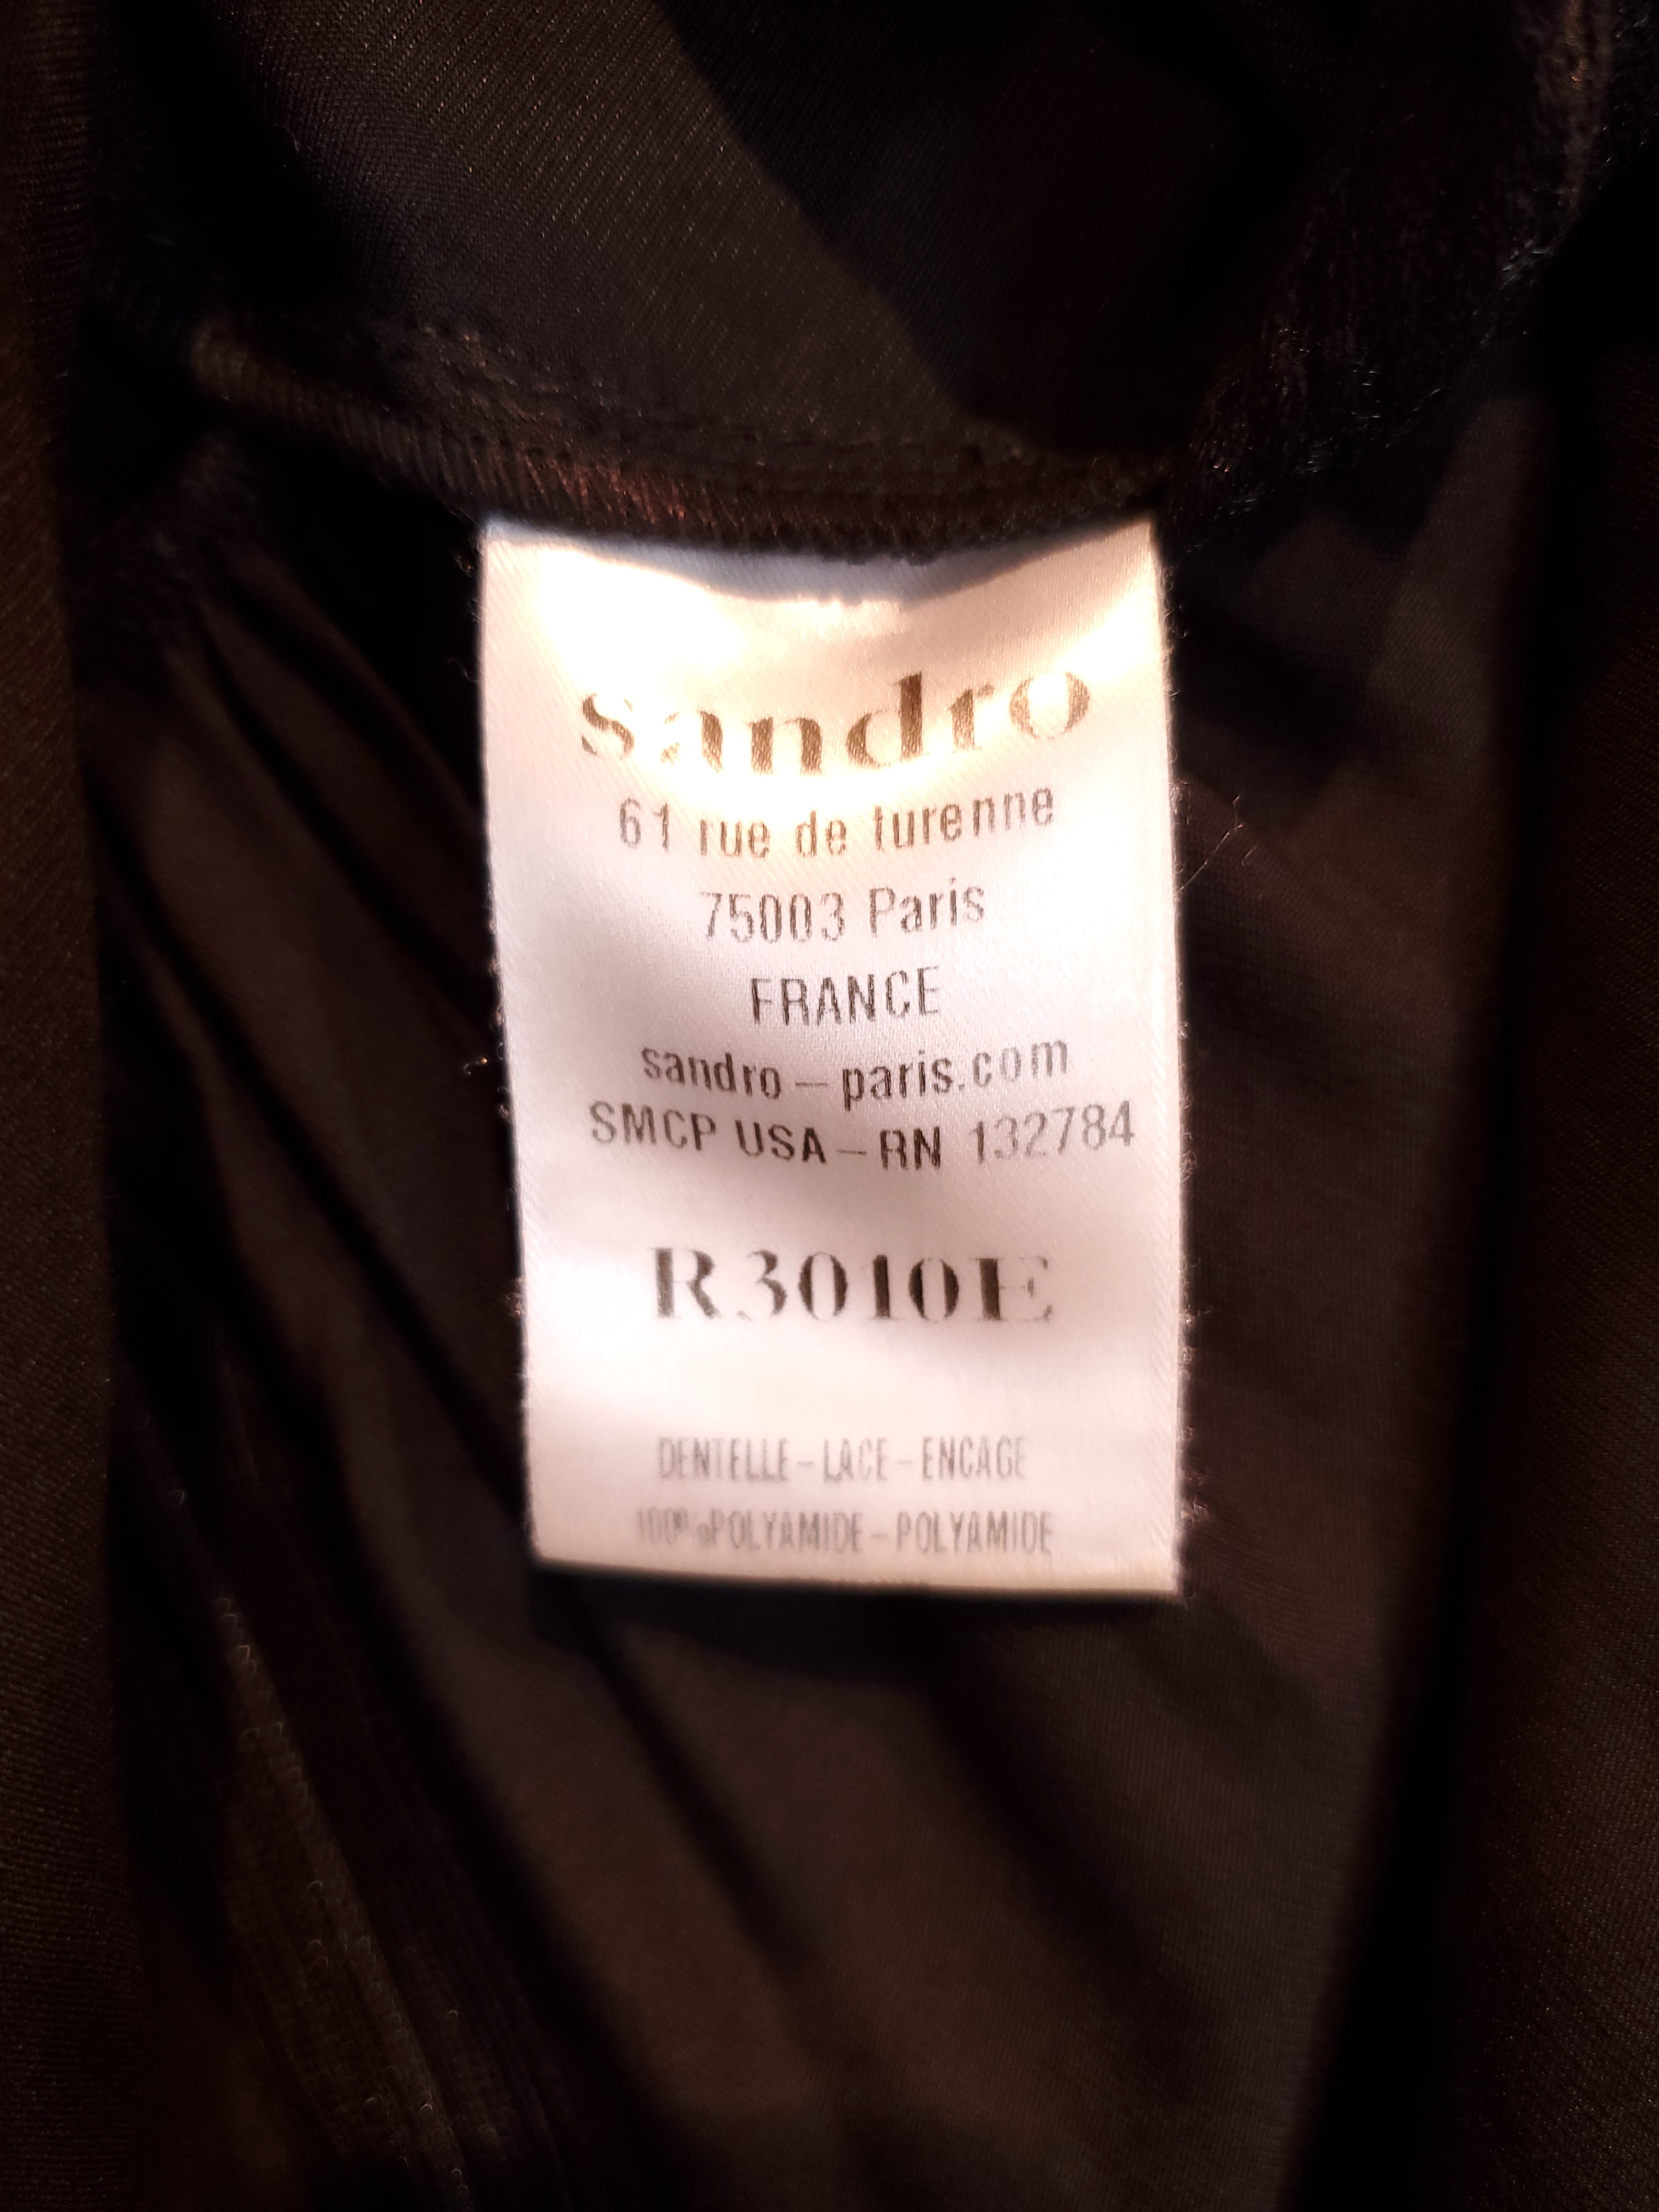 sandro
61 rue de turenne
75003 Paris
FRANCE
sandro – paris.com
SMCP USA – RN 132784
R3010E
DENTELLE – LACE – ENCAGE
100% POLYAMIDE – POLYAMIDE